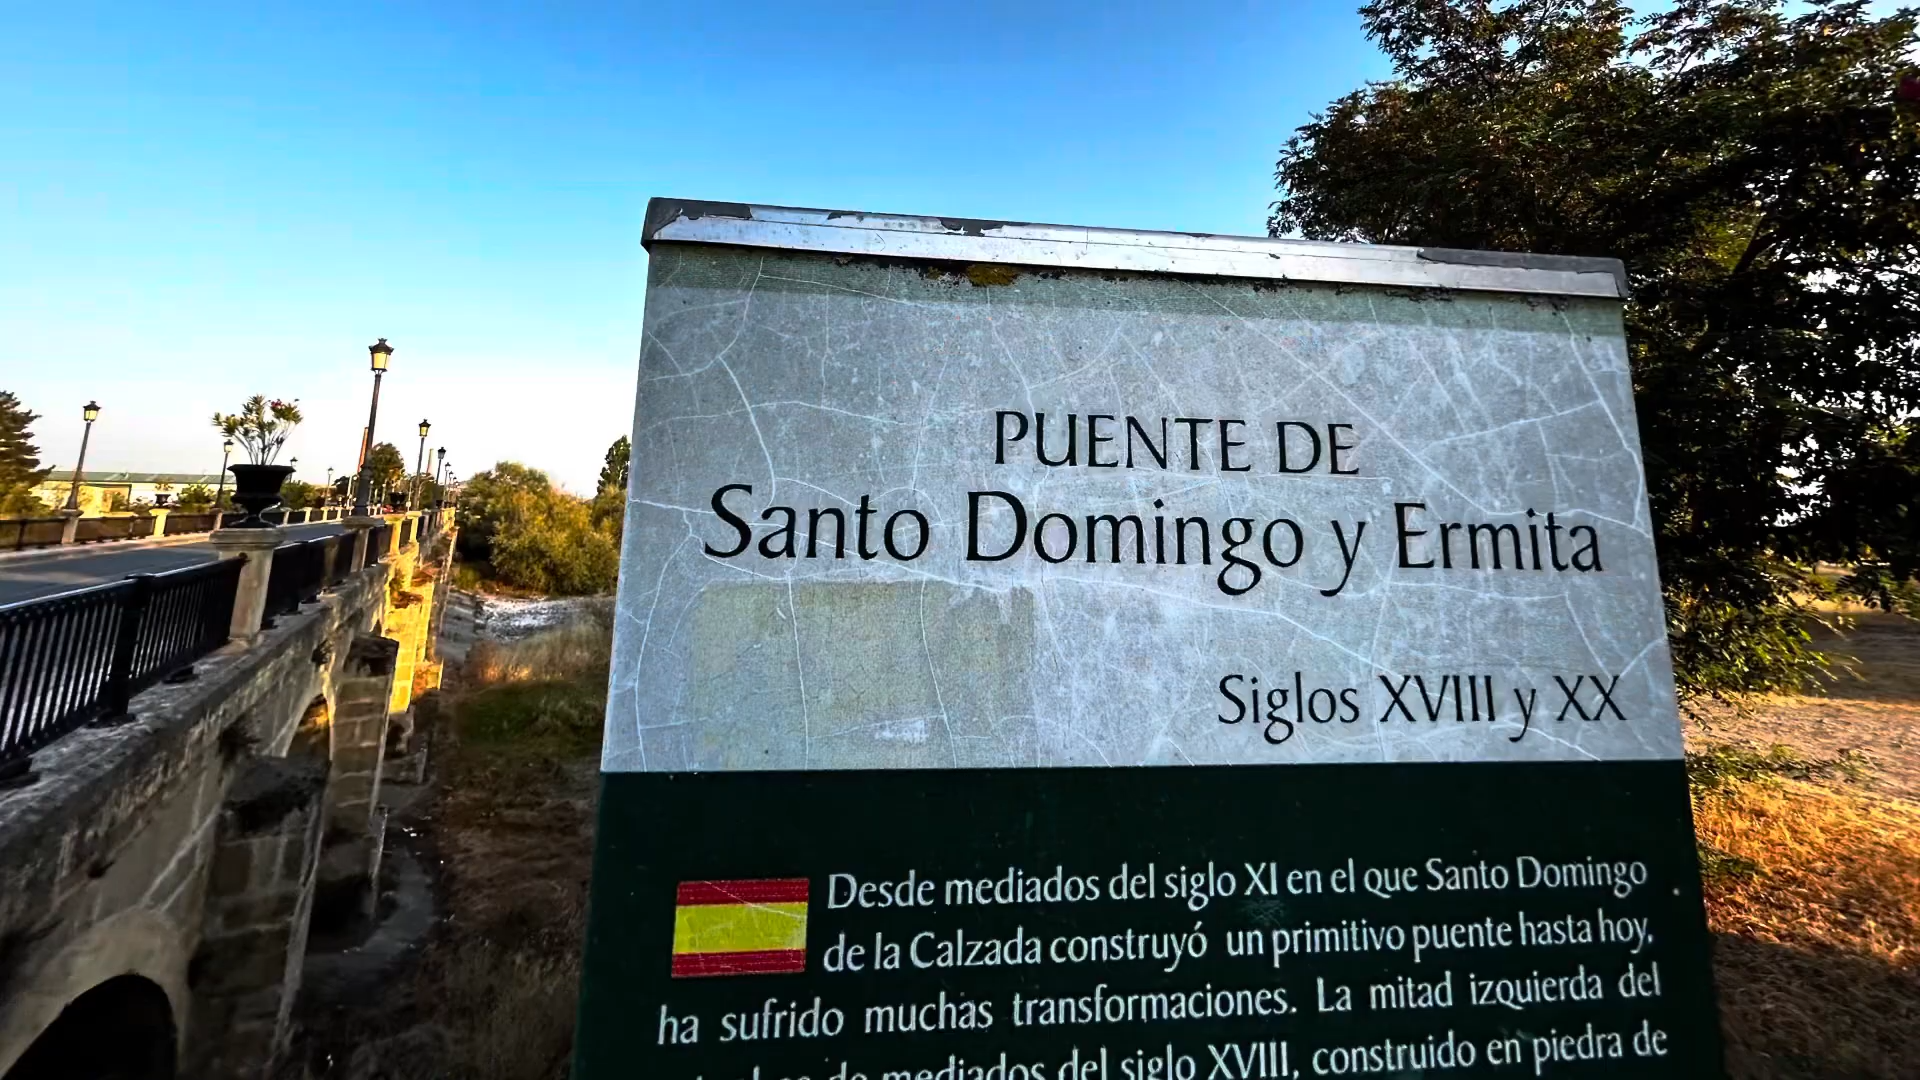 PUENTE DE
Santo Domingo y Ermita
Siglos XVIII y XX
Desde mediados del siglo XI en el que Santo Domingo
de la Calzada construyó un primitivo puente hasta hoy,
ha sufrido muchas transformaciones. La mitad izquierda del
de mediados del siglo XVIII, construido en piedra de